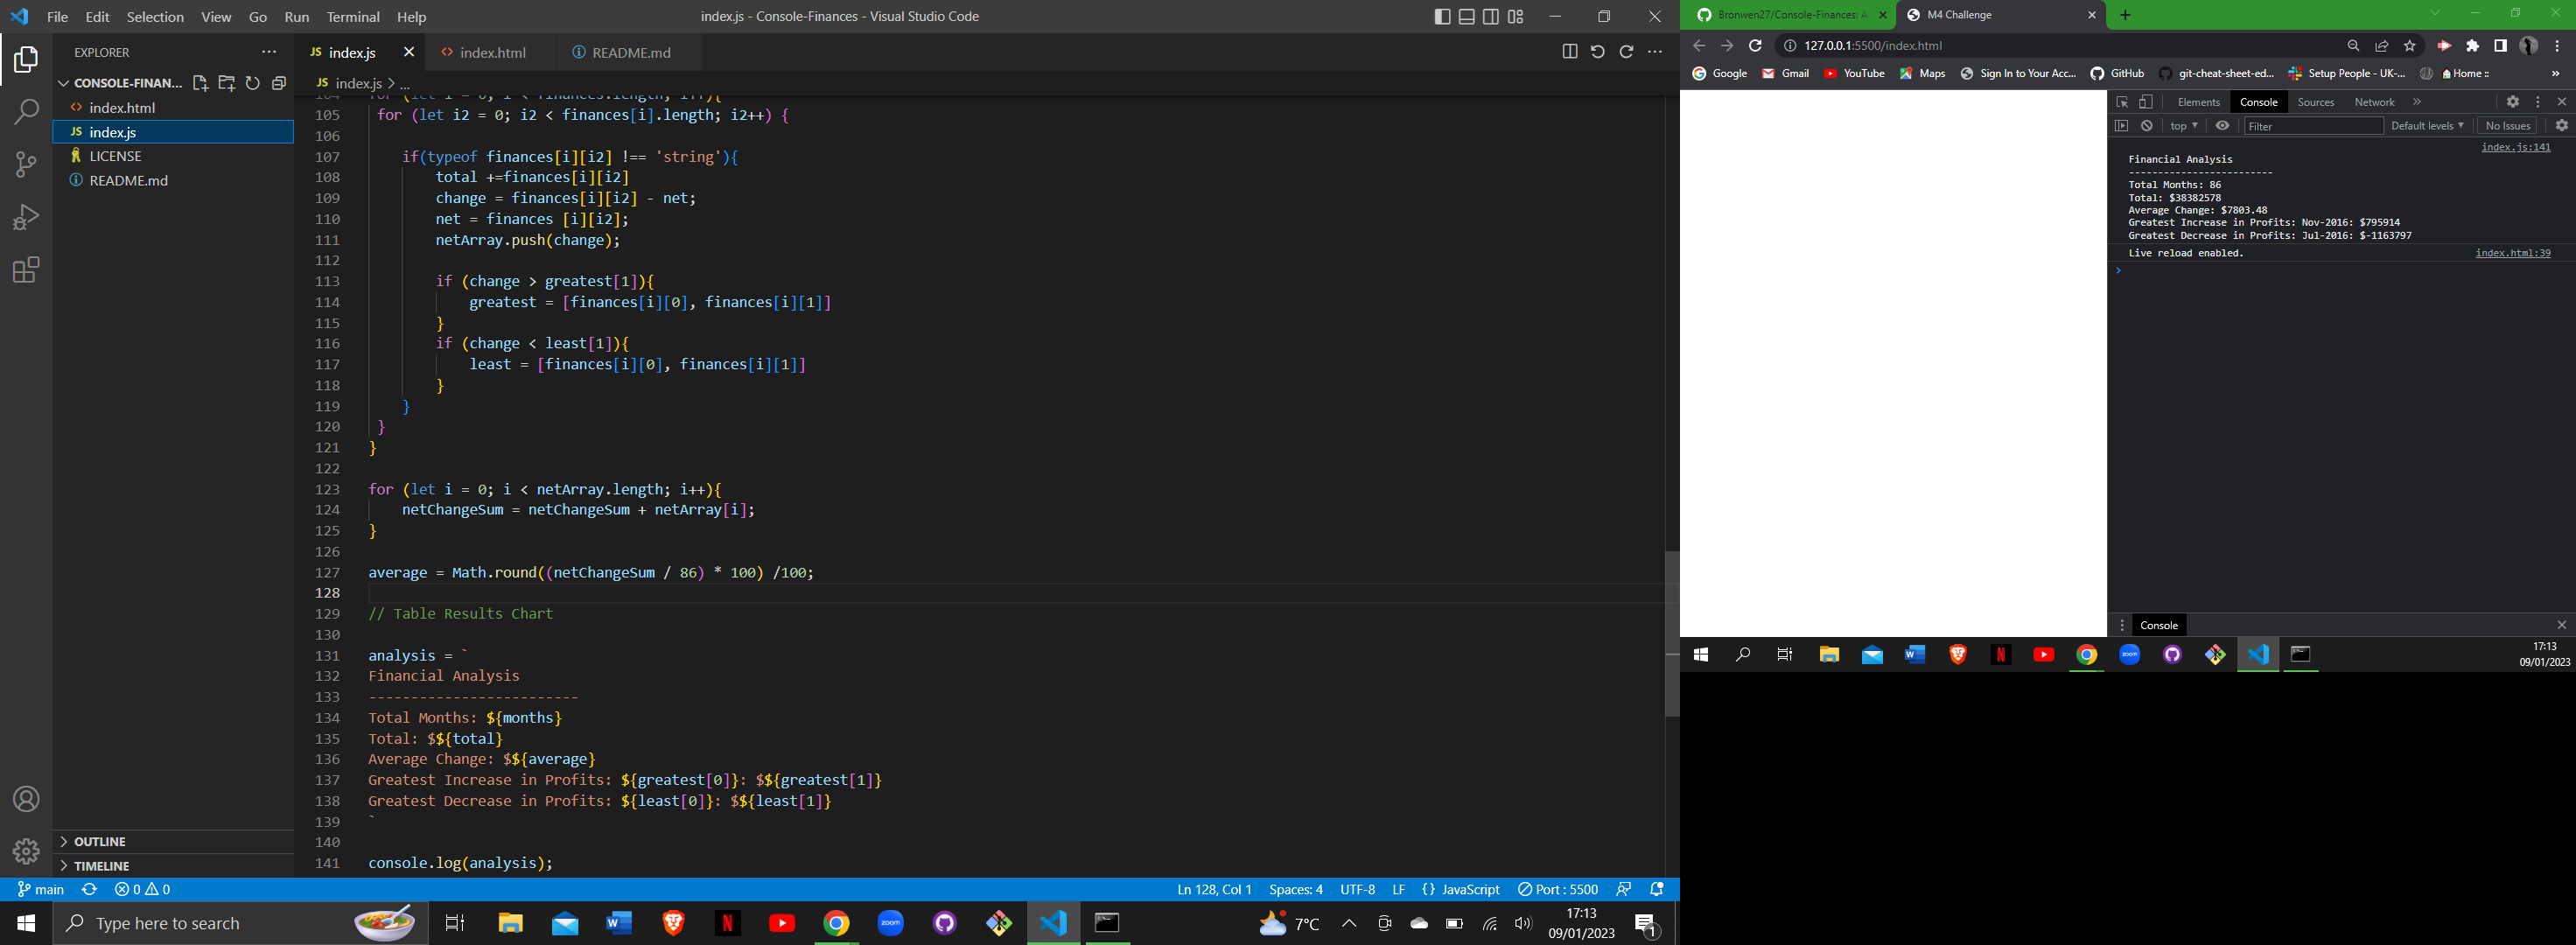 File Edit Selection View Go Run Terminal Help
index.js - Console-Finances - Visual Studio Code
EXPLORER
CONSOLE-FINAN...
index.html
JS index.js
LICENSE
README.md
OUTLINE
TIMELINE
JS index.js
index.html
README.md
JS index.js > ...
104 for (let i = 0; i < finances.length; i++){
105 for (let i2 = 0; i2 < finances[i].length; i2++) {
106
107 if(typeof finances[i][i2] !== 'string'){
108 total +=finances[i][i2]
109 change = finances[i][i2] - net;
110 net = finances [i][i2];
111 netArray.push(change);
112
113 if (change > greatest[1]){
114 greatest = [finances[i][0], finances[i][1]]
115 }
116 if (change < least[1]){
117 least = [finances[i][0], finances[i][1]]
118 }
119 }
120 }
121 }
122
123 for (let i = 0; i < netArray.length; i++){
124 netChangeSum = netChangeSum + netArray[i];
125 }
126
127 average = Math.round((netChangeSum / 86) * 100) /100;
128
129 // Table Results Chart
130
131 analysis = `
132 Financial Analysis
133 -------------------------
134 Total Months: ${months}
135 Total: $${total}
136 Average Change: $${average}
137 Greatest Increase in Profits: ${greatest[0]}: $${greatest[1]}
138 Greatest Decrease in Profits: ${least[0]}: $${least[1]}
139 `
140
141 console.log(analysis);
main 0 0
Ln 128, Col 1 Spaces: 4 UTF-8 LF {} JavaScript Port : 5500
Type here to search
zoom
7°C
17:13
09/01/2023
1
Bronwen27/Console-Finances: A
M4 Challenge
127.0.0.1:5500/index.html
Google Gmail YouTube Maps Sign In to Your Acc... GitHub git-cheat-sheet-ed... Setup People - UK-... Home :: »
Elements Console Sources Network »
top Filter Default levels No Issues
index.js:141
Financial Analysis
-------------------------
Total Months: 86
Total: $38382578
Average Change: $7803.48
Greatest Increase in Profits: Nov-2016: $795914
Greatest Decrease in Profits: Jul-2016: $-1163797
Live reload enabled. index.html:39
>
Console
zoom
17:13
09/01/2023